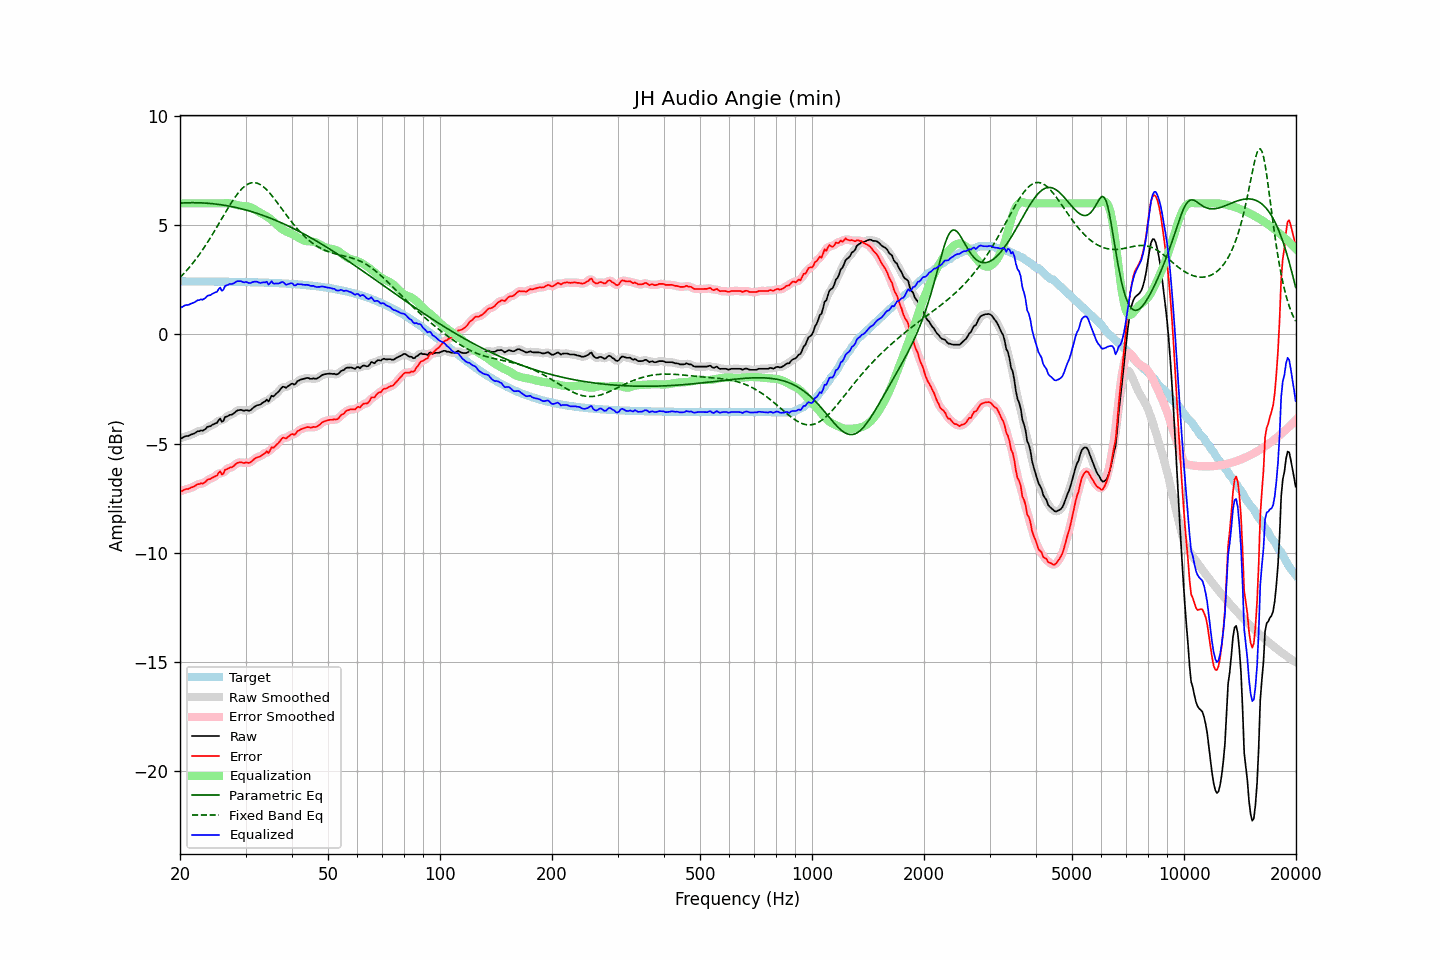 JH Audio Angie (min)
10
5
0
−5
−10
−15
−20
Amplitude (dBr)
Target
Raw Smoothed
Error Smoothed
Raw
Error
Equalization
Parametric Eq
Fixed Band Eq
Equalized
20 50 100 200 500 1000 2000 5000 10000 20000
Frequency (Hz)